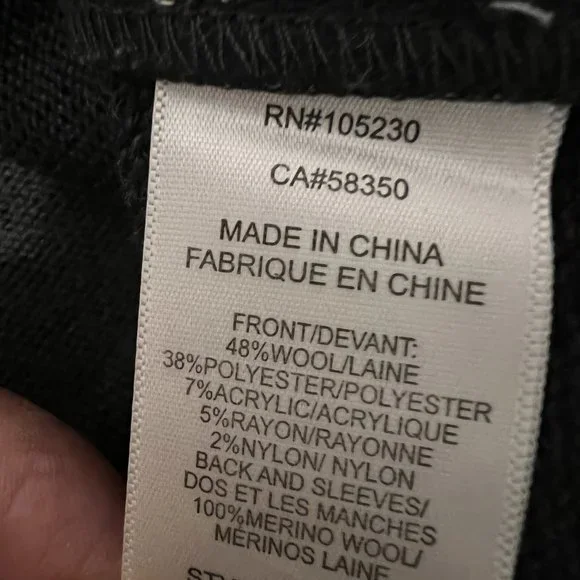 RN#105230
CA#58350
MADE IN CHINA
FABRIQUE EN CHINE
FRONT/DEVANT:
48%WOOL/LAINE
38%POLYESTER/POLYESTER
7%ACRYLIC/ACRYLIQUE
5%RAYON/RAYONNE
2%NYLON/ NYLON
BACK AND SLEEVES/
DOS ET LES MANCHES
100%MERINO WOOL/
MÉRINOS LAINE